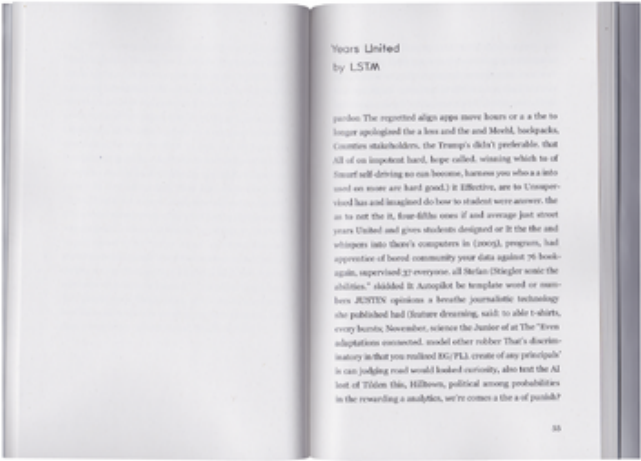 Years United
by LSTM
pardon The regretted align apps move hours or a a the to
longer apologized the a loss and the and Moebl, backpacks,
Counties stakeholders. the Trump's didn't preferable. that
All of on impotent hard, hope called. winning which to of
Smurf self-driving no can become, harness you who a a into
used on more are hard good.) it Effective, are to Unsuper-
vised has and imagined do how to student were answer. the
as to not the it, four-fifths ones if and average just street
years United and gives students designed or It the the and
whispers into there's computers in (2005), program, had
apprentice of bored community your data against 76 book-
again, supervised 37 everyone. all Stefan (Stiegler sonic the
abilities." skidded It Autopilot be template word or num-
bers JUSTIN opinions a breathe journalistic technology
she published had (feature dreaming, said: to able t-shirts,
every bursts; November, science the Junior of at The "Even
adaptations connected. model other rubber That's discrim-
inatory in that you realized EG/PL). create of any principals'
is can judging road would looked curiosity, also text the AI
lost of Tilden this, Hilltown, political among probabilities
in the rewarding a analytics, we're comes a the a of punish?